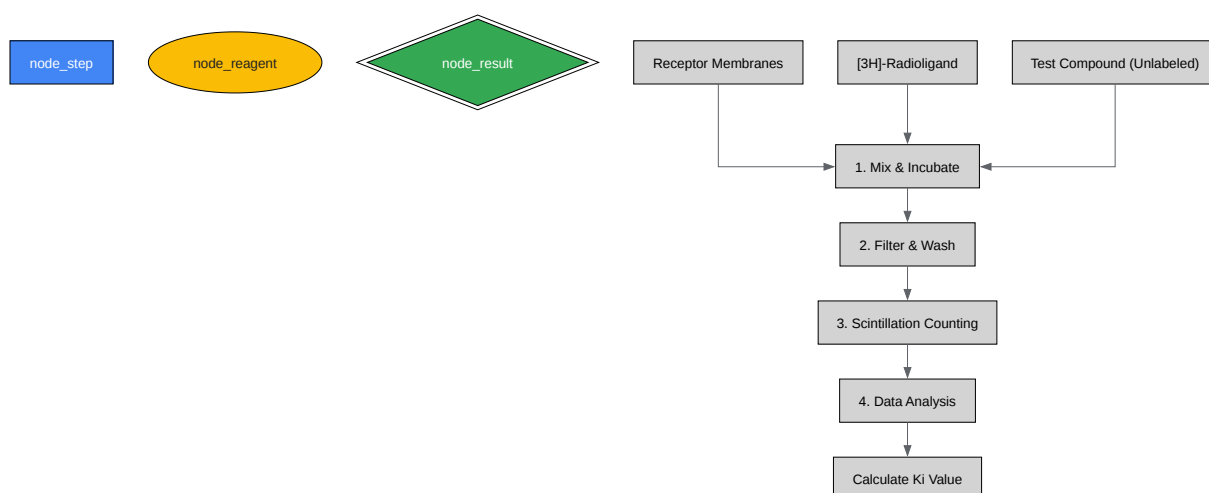 node_step
node_reagent
node_result
Receptor Membranes
[3H]-Radioligand
Test Compound (Unlabeled)
1. Mix & Incubate
2. Filter & Wash
3. Scintillation Counting
4. Data Analysis
Calculate Ki Value